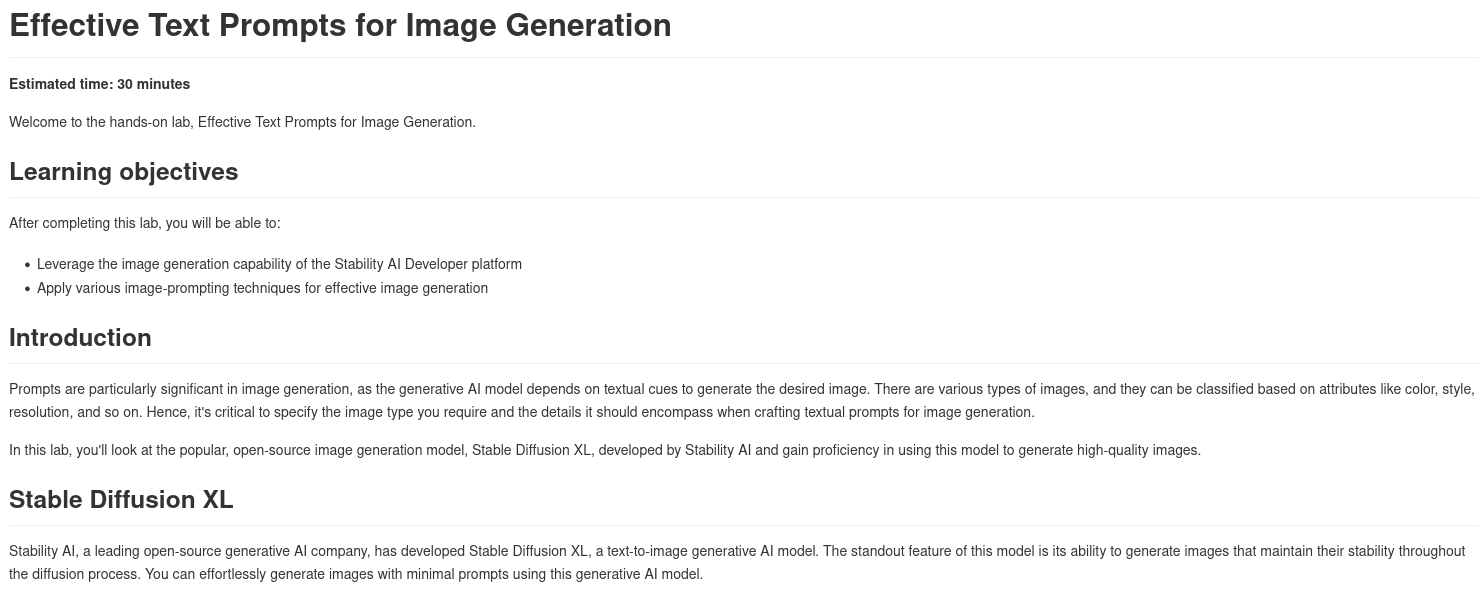 Effective Text Prompts for Image Generation
Estimated time: 30 minutes
Welcome to the hands-on lab, Effective Text Prompts for Image Generation.
Learning objectives
After completing this lab, you will be able to:
• Leverage the image generation capability of the Stability AI Developer platform
• Apply various image-prompting techniques for effective image generation
Introduction
Prompts are particularly significant in image generation, as the generative AI model depends on textual cues to generate the desired image. There are various types of images, and they can be classified based on attributes like color, style,
resolution, and so on. Hence, it's critical to specify the image type you require and the details it should encompass when crafting textual prompts for image generation.
In this lab, you'll look at the popular, open-source image generation model, Stable Diffusion XL, developed by Stability AI and gain proficiency in using this model to generate high-quality images.
Stable Diffusion XL
Stability AI, a leading open-source generative AI company, has developed Stable Diffusion XL, a text-to-image generative AI model. The standout feature of this model is its ability to generate images that maintain their stability throughout
the diffusion process. You can effortlessly generate images with minimal prompts using this generative AI model.